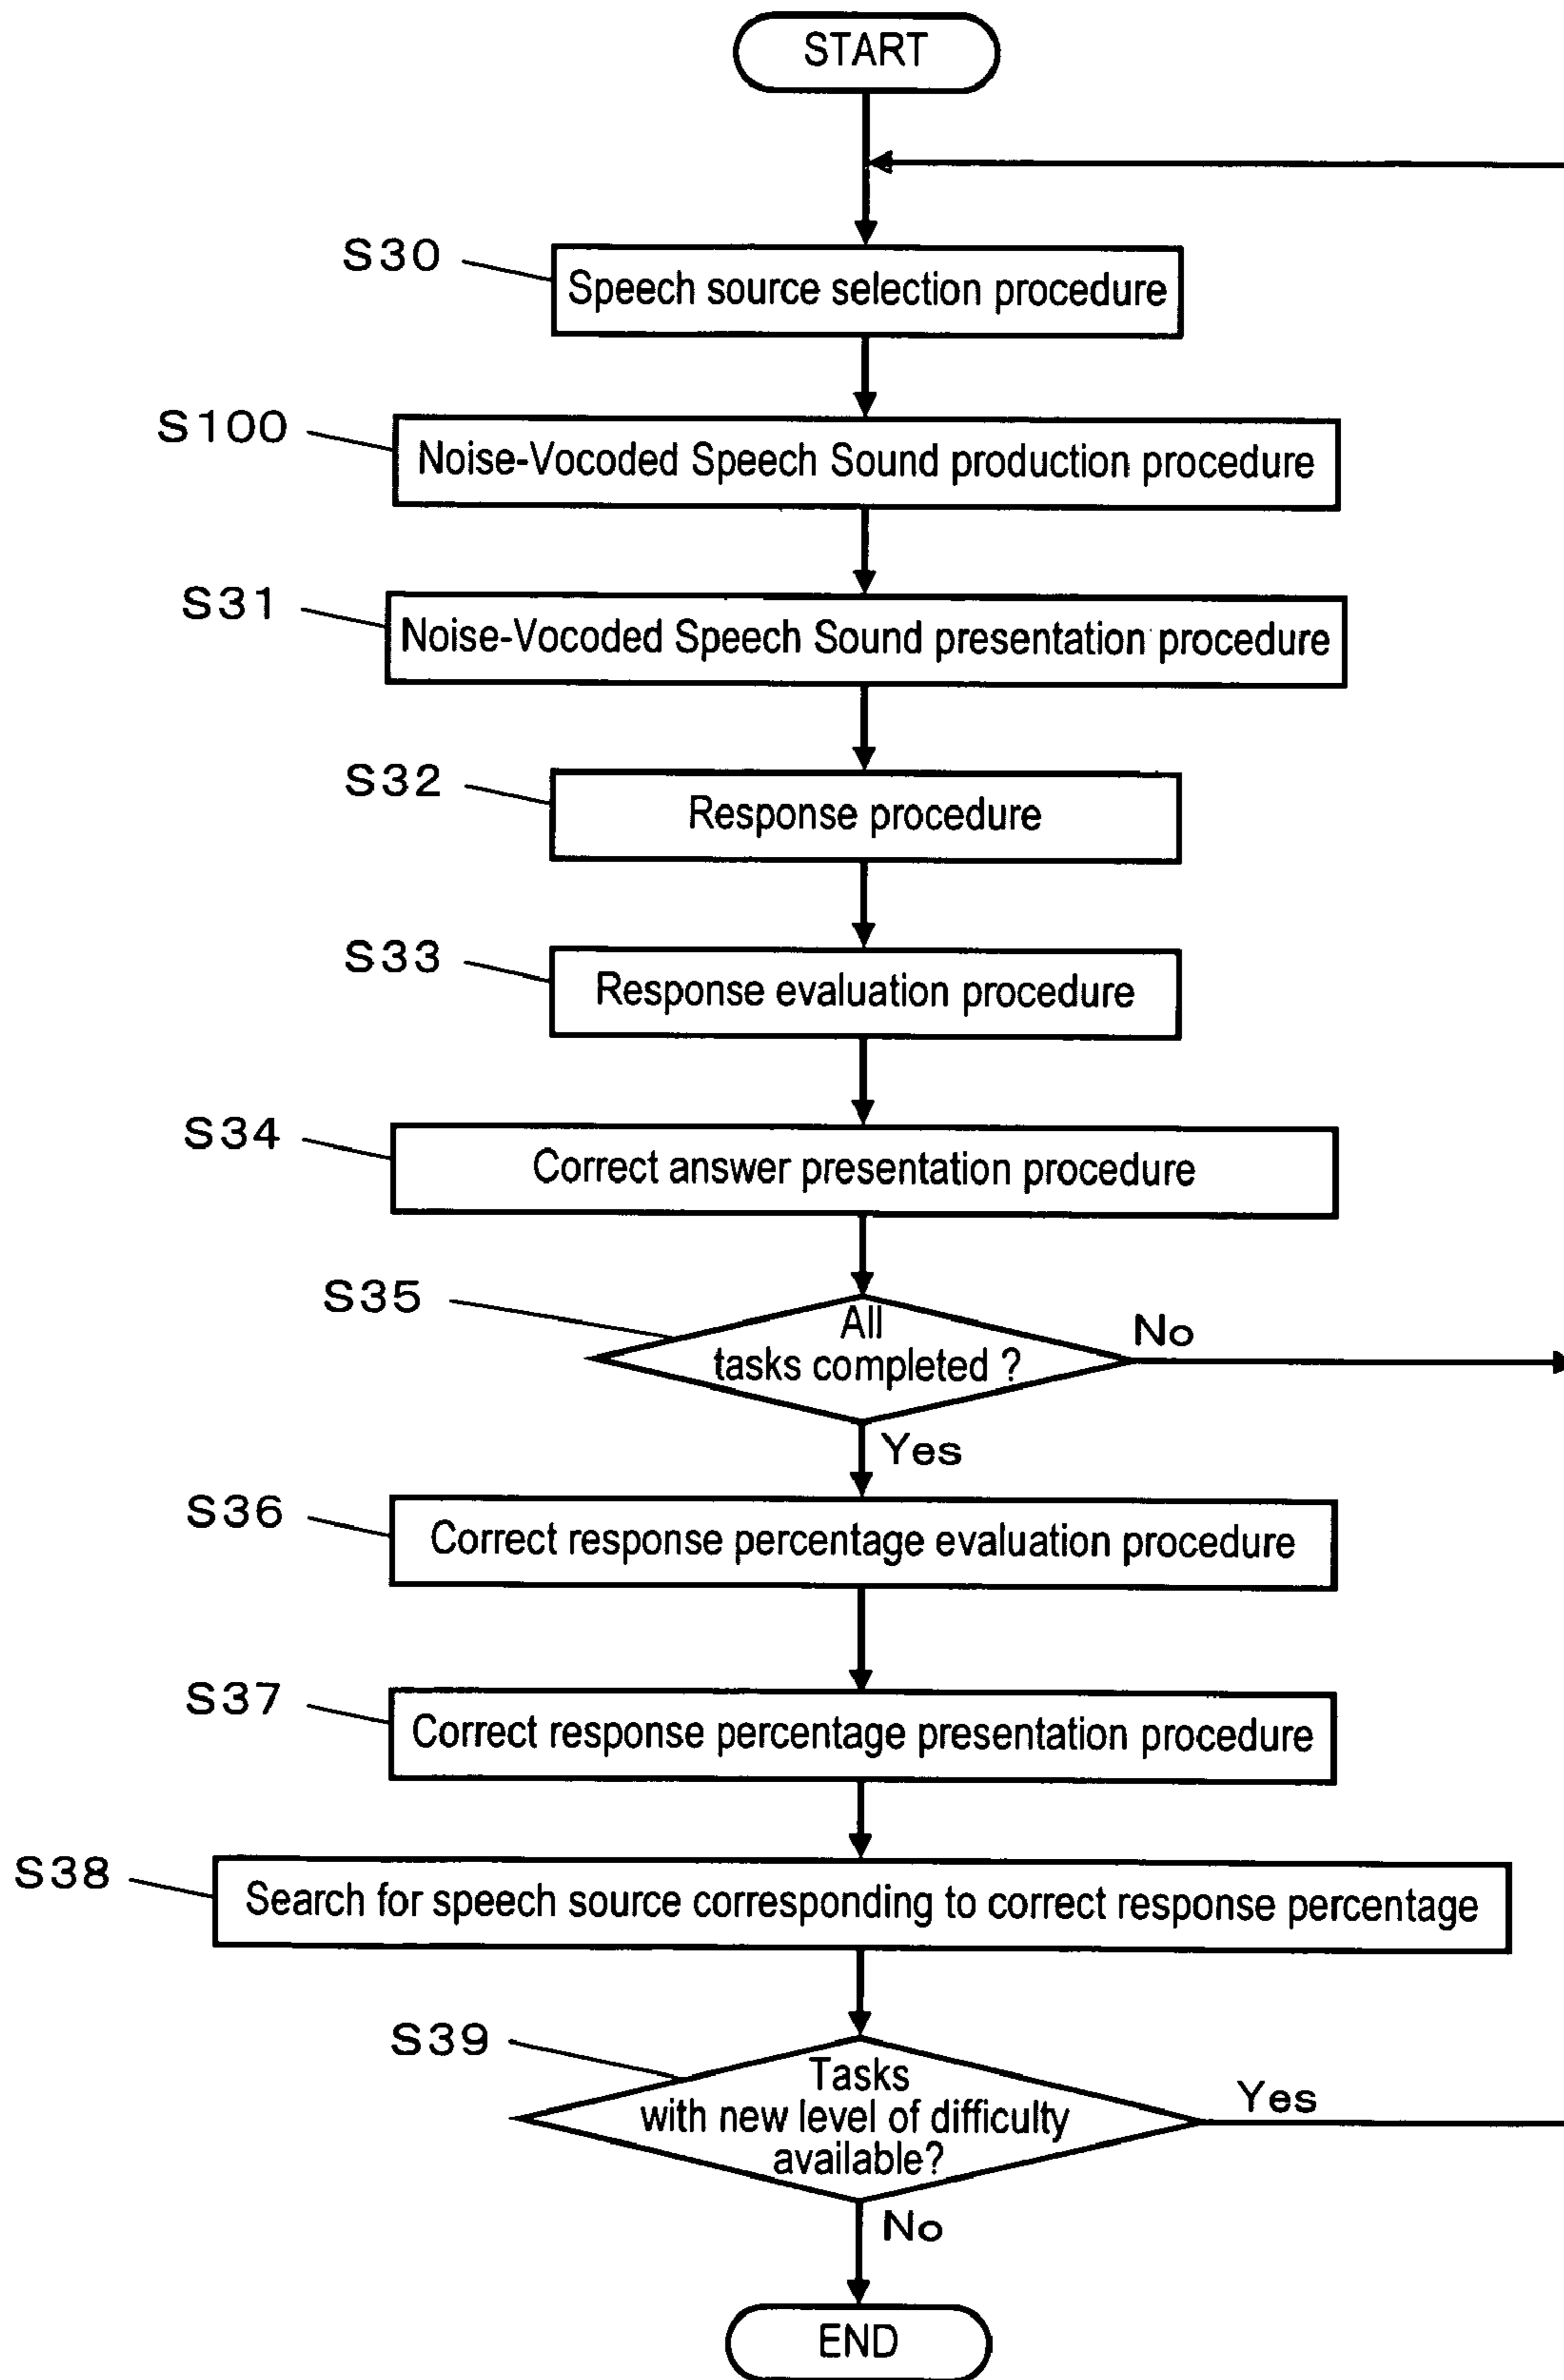 START
S30
Speech source selection procedure
S100
Noise-Vocoded Speech Sound production procedure
S31
Noise-Vocoded Speech Sound presentation procedure
S32
Response procedure
S33
Response evaluation procedure
S34
Correct answer presentation procedure
S35
All
tasks completed ?
No
Yes
S36
Correct response percentage evaluation procedure
S37
Correct response percentage presentation procedure
S38
Search for speech source corresponding to correct response percentage
S39
Tasks
with new level of difficulty
available?
Yes
No
END